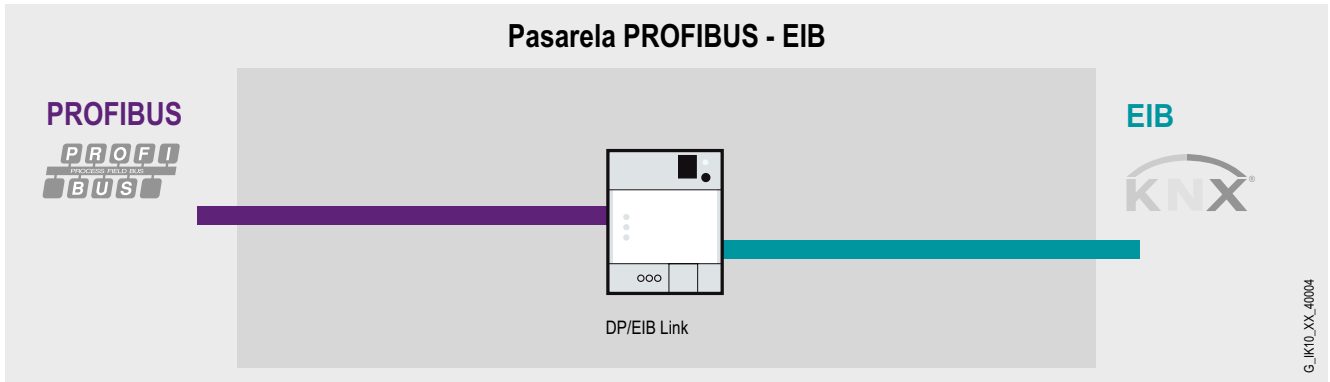 Pasarela PROFIBUS - EIB
PROFIBUS
PROFI
PROCESS FIELD BUS
BUS
EIB
KNX®
DP/EIB Link
G_IK10_XX_40004